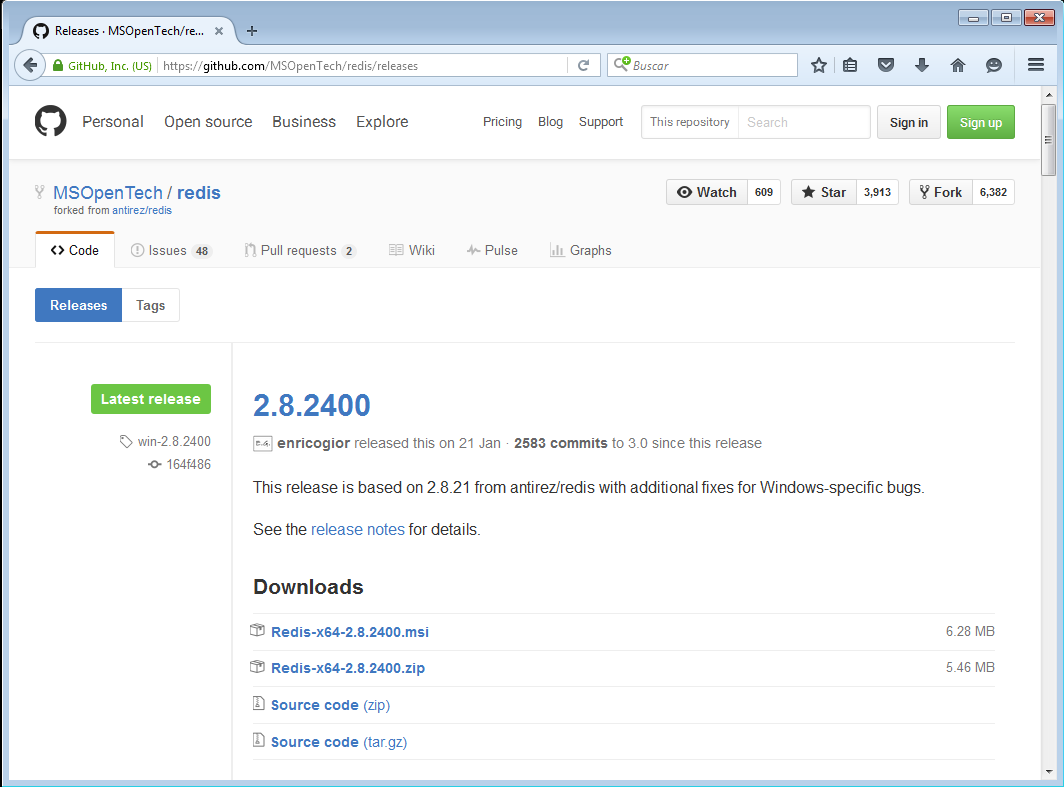 Releases · MSOpenTech/re...
GitHub, Inc. (US) https://github.com/MSOpenTech/redis/releases Buscar
Personal Open source Business Explore Pricing Blog Support This repository Search Sign in Sign up
MSOpenTech / redis Watch 609 Star 3,913 Fork 6,382
forked from antirez/redis
Code Issues 48 Pull requests 2 Wiki Pulse Graphs
Releases Tags
Latest release
win-2.8.2400
164f486
2.8.2400
enricogior released this on 21 Jan · 2583 commits to 3.0 since this release
This release is based on 2.8.21 from antirez/redis with additional fixes for Windows-specific bugs.
See the release notes for details.
Downloads
Redis-x64-2.8.2400.msi 6.28 MB
Redis-x64-2.8.2400.zip 5.46 MB
Source code (zip)
Source code (tar.gz)